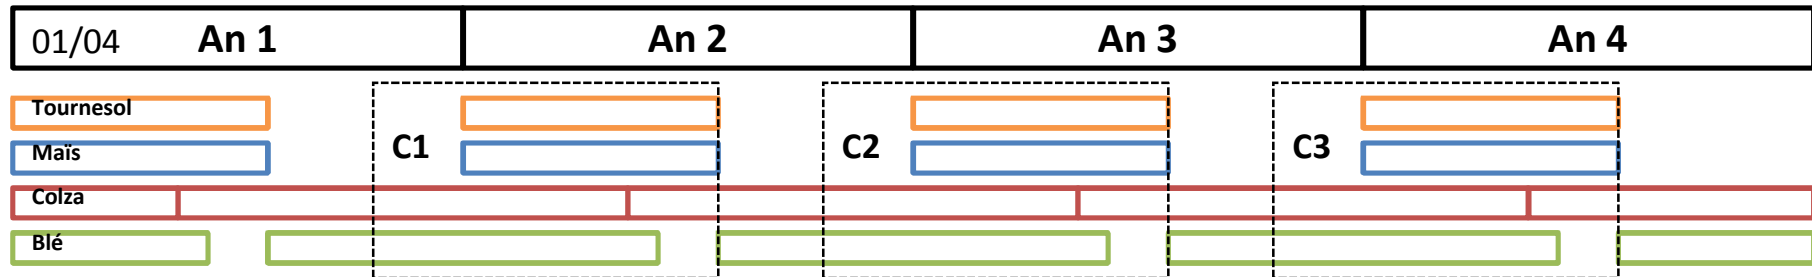 01/04 An 1 An 2 An 3 An 4
Tournesol
C1 C2 C3
Maïs
Colza
Blé